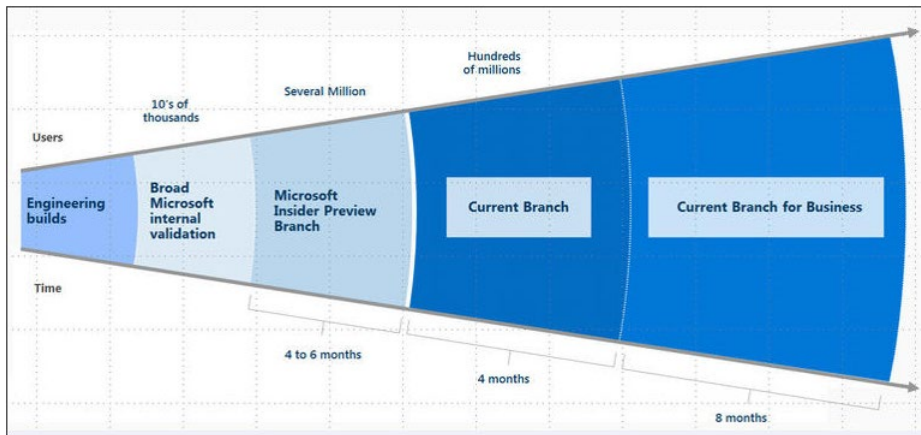 Hundreds
of millions
Several Million
10's of
thousands
Users
Engineering
builds
Broad
Microsoft
internal
validation
Microsoft
Insider Preview
Branch
Current Branch
Current Branch for Business
Time
4 to 6 months
4 months
8 months